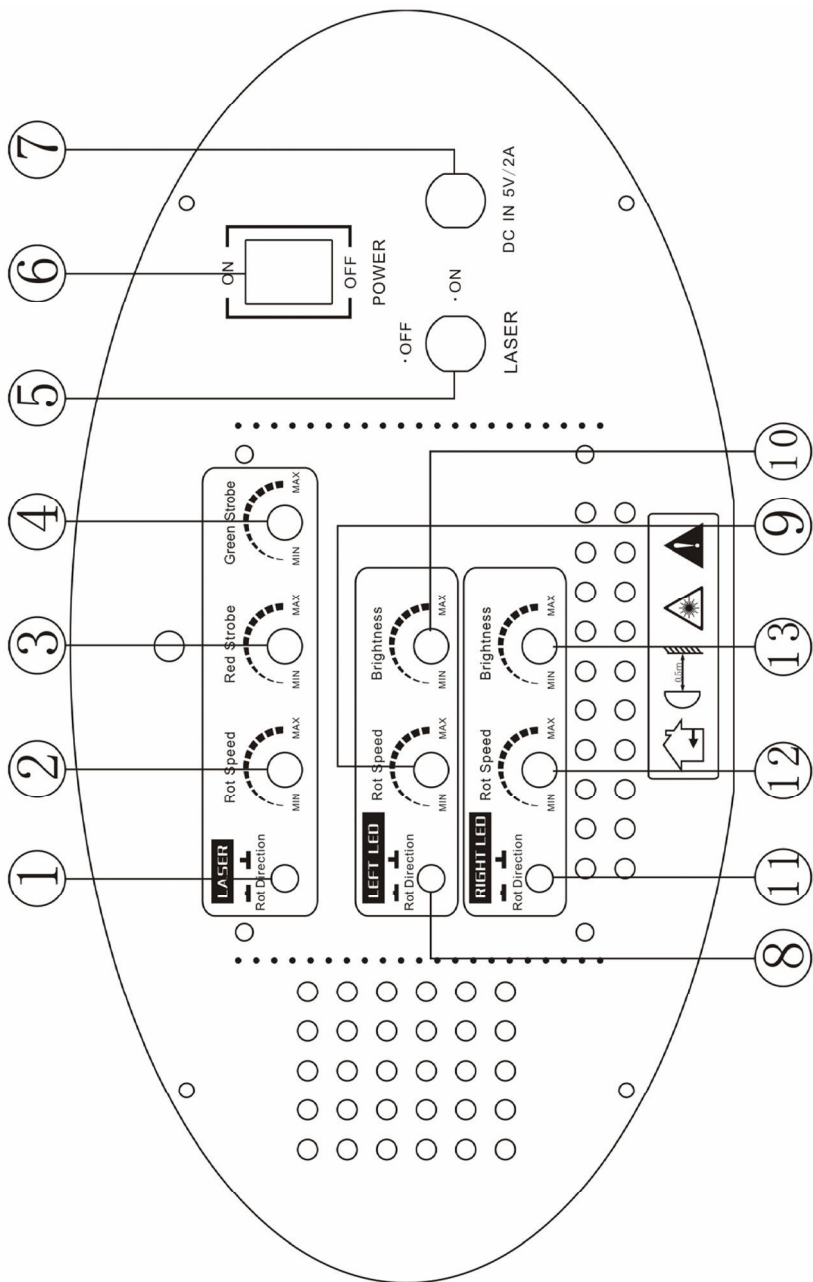 1
2
3
4
5
6
7
LASER
Rot Direction
Rot Speed
MIN
MAX
Red Strobe
MIN
MAX
Green Strobe
MIN
MAX
ON
OFF
POWER
·OFF
·ON
LASER
DC IN 5V/2A
LEFT LED
Rot Direction
Rot Speed
MIN
MAX
Brightness
MIN
MAX
RIGHT LED
Rot Direction
Rot Speed
MIN
MAX
Brightness
MIN
MAX
0.5m
8
11
12
13
9
10